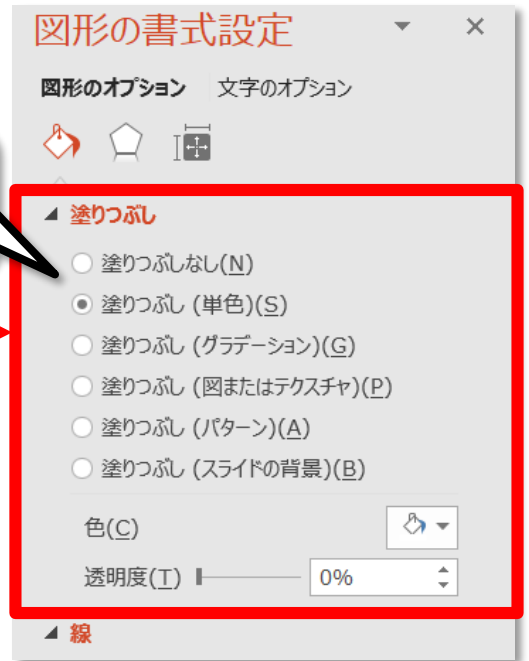 図形の書式設定
図形のオプション 文字のオプション
塗りつぶし
塗りつぶしなし(N)
塗りつぶし (単色)(S)
塗りつぶし (グラデーション)(G)
塗りつぶし (図またはテクスチャ)(P)
塗りつぶし (パターン)(A)
塗りつぶし (スライドの背景)(B)
色(C)
透明度(T) 0%
線